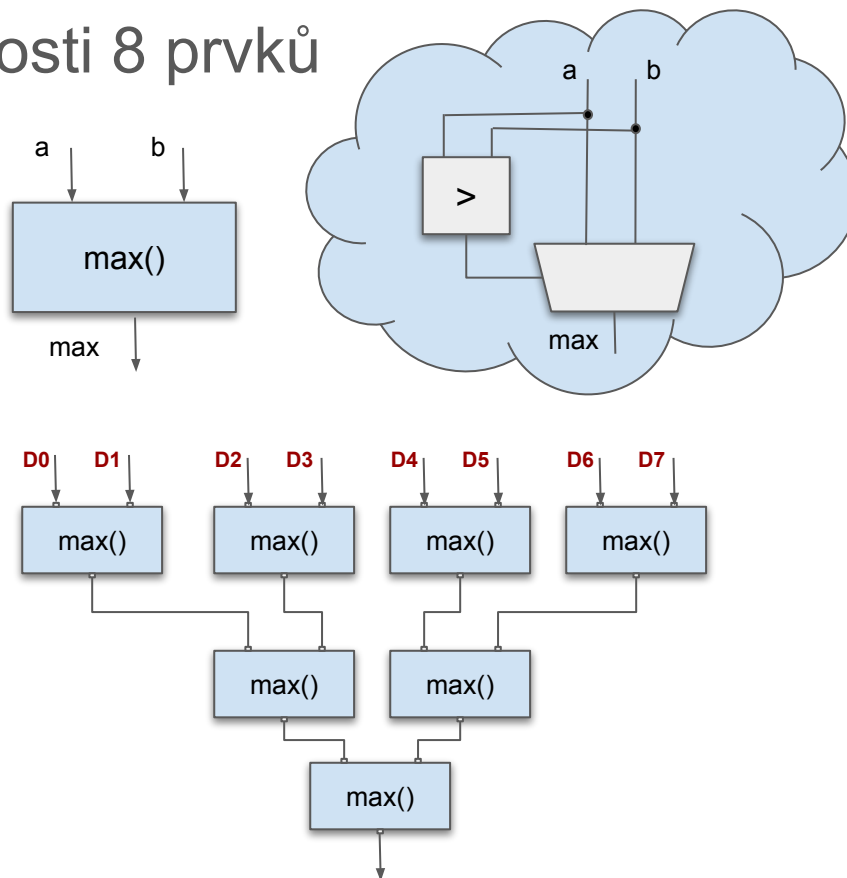 osti 8 prvků
a b
a b
>
max()
max
max
D0 D1 D2 D3 D4 D5 D6 D7
max() max() max() max()
max() max()
max()